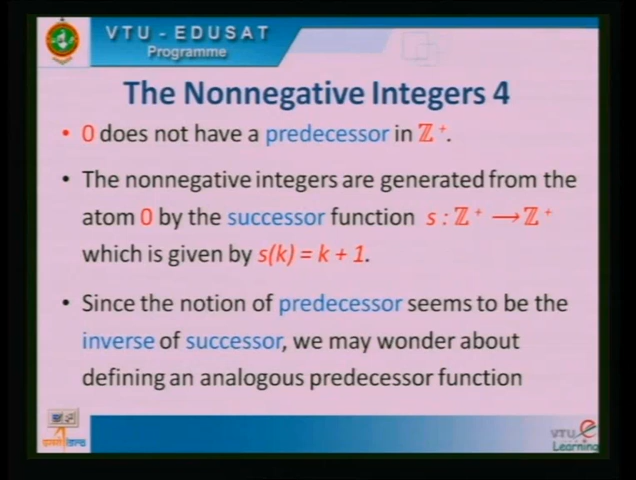 VTU - EDUSAT
Programme
The Nonnegative Integers 4
• 0 does not have a predecessor in ℤ⁺.
• The nonnegative integers are generated from the
atom 0 by the successor function s : ℤ⁺ ⟶ ℤ⁺
which is given by s(k) = k + 1.
• Since the notion of predecessor seems to be the
inverse of successor, we may wonder about
defining an analogous predecessor function
VTU e
Learning